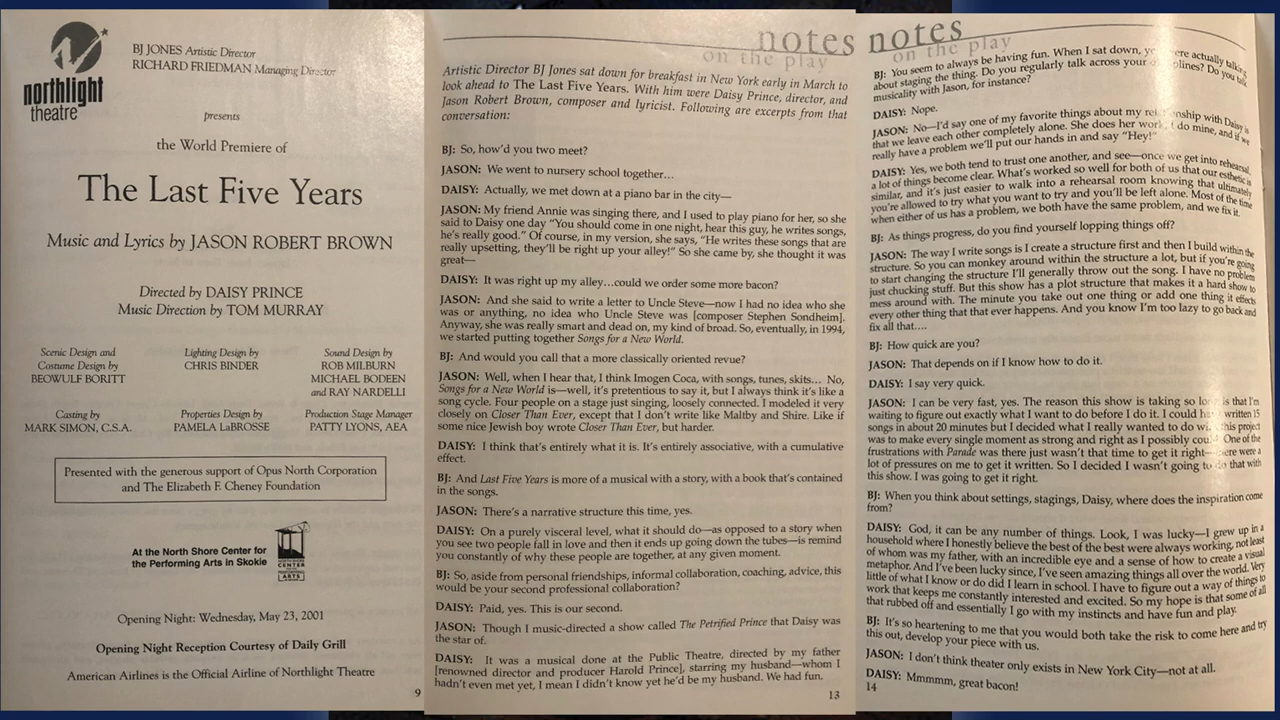 northlight
theatre
BJ JONES Artistic Director
RICHARD FRIEDMAN Managing Director
presents
the World Premiere of
The Last Five Years
Music and Lyrics by JASON ROBERT BROWN
Directed by DAISY PRINCE
Music Direction by TOM MURRAY
Scenic Design and
Costume Design by
BEOWULF BORITT
Lighting Design by
CHRIS BINDER
Sound Design by
ROB MILBURN
MICHAEL BODEEN
and RAY NARDELLI
Casting by
MARK SIMON, C.S.A.
Properties Design by
PAMELA LaBROSSE
Production Stage Manager
PATTY LYONS, AEA
Presented with the generous support of Opus North Corporation
and The Elizabeth F. Cheney Foundation
At the North Shore Center for
the Performing Arts in Skokie
NORTH SHORE
CENTER
FOR THE
PERFORMING
ARTS
Opening Night: Wednesday, May 23, 2001
Opening Night Reception Courtesy of Daily Grill
American Airlines is the Official Airline of Northlight Theatre
9
notes
on the play
Artistic Director BJ Jones sat down for breakfast in New York early in March to
look ahead to The Last Five Years. With him were Daisy Prince, director, and
Jason Robert Brown, composer and lyricist. Following are excerpts from that
conversation:
BJ: So, how'd you two meet?
JASON: We went to nursery school together…
DAISY: Actually, we met down at a piano bar in the city—
JASON: My friend Annie was singing there, and I used to play piano for her, so she
said to Daisy one day "You should come in one night, hear this guy, he writes songs,
he's really good." Of course, in my version, she says, "He writes these songs that are
really upsetting, they'll be right up your alley!" So she came by, she thought it was
great—
DAISY: It was right up my alley…could we order some more bacon?
JASON: And she said to write a letter to Uncle Steve—now I had no idea who she
was or anything, no idea who Uncle Steve was [composer Stephen Sondheim].
Anyway, she was really smart and dead on, my kind of broad. So, eventually, in 1994,
we started putting together Songs for a New World.
BJ: And would you call that a more classically oriented revue?
JASON: Well, when I hear that, I think Imogen Coca, with songs, tunes, skits… No,
Songs for a New World is—well, it's pretentious to say it, but I always think it's like a
song cycle. Four people on a stage just singing, loosely connected. I modeled it very
closely on Closer Than Ever, except that I don't write like Maltby and Shire. Like if
some nice Jewish boy wrote Closer Than Ever, but harder.
DAISY: I think that's entirely what it is. It's entirely associative, with a cumulative
effect.
BJ: And Last Five Years is more of a musical with a story, with a book that's contained
in the songs.
JASON: There's a narrative structure this time, yes.
DAISY: On a purely visceral level, what it should do—as opposed to a story when
you see two people fall in love and then it ends up going down the tubes—is remind
you constantly of why these people are together, at any given moment.
BJ: So, aside from personal friendships, informal collaboration, coaching, advice, this
would be your second professional collaboration?
DAISY: Paid, yes. This is our second.
JASON: Though I music-directed a show called The Petrified Prince that Daisy was
the star of.
DAISY: It was a musical done at the Public Theatre, directed by my father
[renowned director and producer Harold Prince], starring my husband—whom I
hadn't even met yet, I mean I didn't know yet he'd be my husband. We had fun.
13
notes
on the play
BJ: You seem to always be having fun. When I sat down, were actually talking
about staging the thing. Do you regularly talk across your Do you talk
musicality with Jason, for instance?
DAISY: Nope.
JASON: No—I'd say one of my favorite things about my with Daisy is
that we leave each other completely alone. She does her work, I do mine, and if we
really have a problem we'll put our hands in and say "Hey!"
DAISY: Yes, we both tend to trust one another, and see—once we get into rehearsal,
a lot of things become clear. What's worked so well for both of us that our esthetic is
similar, and it's just easier to walk into a rehearsal room knowing that ultimately
you're allowed to try what you want to try and you'll be left alone. Most of the time
when either of us has a problem, we both have the same problem, and we fix it.
BJ: As things progress, do you find yourself lopping things off?
JASON: The way I write songs is I create a structure first and then I build within the
structure. So you can monkey around within the structure a lot, but if you're going
to start changing the structure I'll generally throw out the song. I have no problem
just chucking stuff. But this show has a plot structure that makes it a hard show to
mess around with. The minute you take out one thing or add one thing it effects
every other thing that that ever happens. And you know I'm too lazy to go back and
fix all that….
BJ: How quick are you?
JASON: That depends on if I know how to do it.
DAISY: I say very quick.
JASON: I can be very fast, yes. The reason this show is taking so long is that I'm
waiting to figure out exactly what I want to do before I do it. I could have written 15
songs in about 20 minutes but I decided what I really wanted to do with this project
was to make every single moment as strong and right as I possibly could. One of the
frustrations with Parade was there just wasn't that time to get it right—there were a
lot of pressures on me to get it written. So I decided I wasn't going to do that with
this show. I was going to get it right.
BJ: When you think about settings, stagings, Daisy, where does the inspiration come
from?
DAISY: God, it can be any number of things. Look, I was lucky—I grew up in a
household where I honestly believe the best of the best were always working, not least
of whom was my father, with an incredible eye and a sense of how to create a visual
metaphor. And I've been lucky since, I've seen amazing things all over the world. Very
little of what I know or do did I learn in school. I have to figure out a way of things to
work that keeps me constantly interested and excited. So my hope is that some of all
that rubbed off and essentially I go with my instincts and have fun and play.
BJ: It's so heartening to me that you would both take the risk to come here and try
this out, develop your piece with us.
JASON: I don't think theater only exists in New York City—not at all.
DAISY: Mmmmm, great bacon!
14